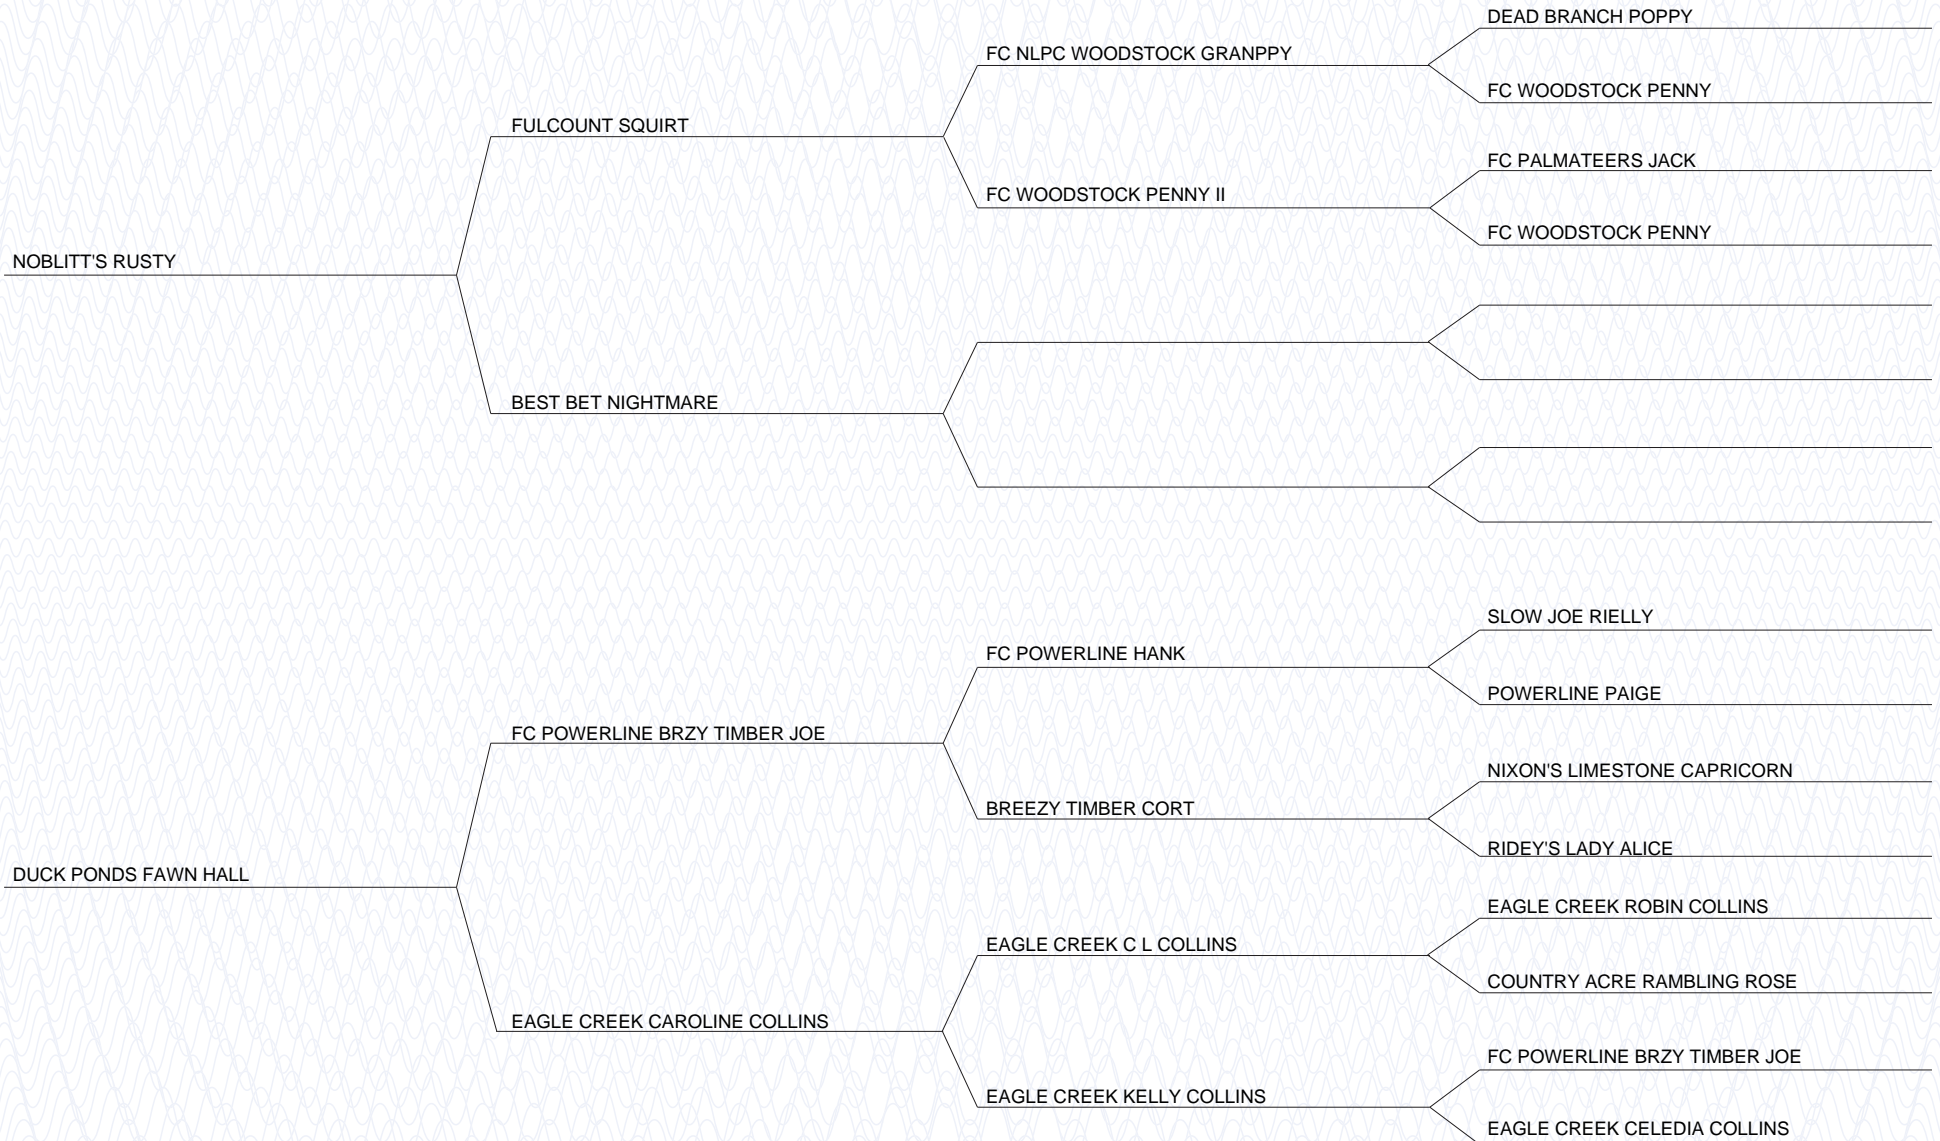 DEAD BRANCH POPPY
FC NLPC WOODSTOCK GRANPPY
FC WOODSTOCK PENNY
FULCOUNT SQUIRT
FC PALMATEERS JACK
FC WOODSTOCK PENNY II
FC WOODSTOCK PENNY
NOBLITT'S RUSTY
BEST BET NIGHTMARE
SLOW JOE RIELLY
FC POWERLINE HANK
POWERLINE PAIGE
FC POWERLINE BRZY TIMBER JOE
NIXON'S LIMESTONE CAPRICORN
BREEZY TIMBER CORT
RIDEY'S LADY ALICE
DUCK PONDS FAWN HALL
EAGLE CREEK ROBIN COLLINS
EAGLE CREEK C L COLLINS
COUNTRY ACRE RAMBLING ROSE
EAGLE CREEK CAROLINE COLLINS
FC POWERLINE BRZY TIMBER JOE
EAGLE CREEK KELLY COLLINS
EAGLE CREEK CELEDIA COLLINS